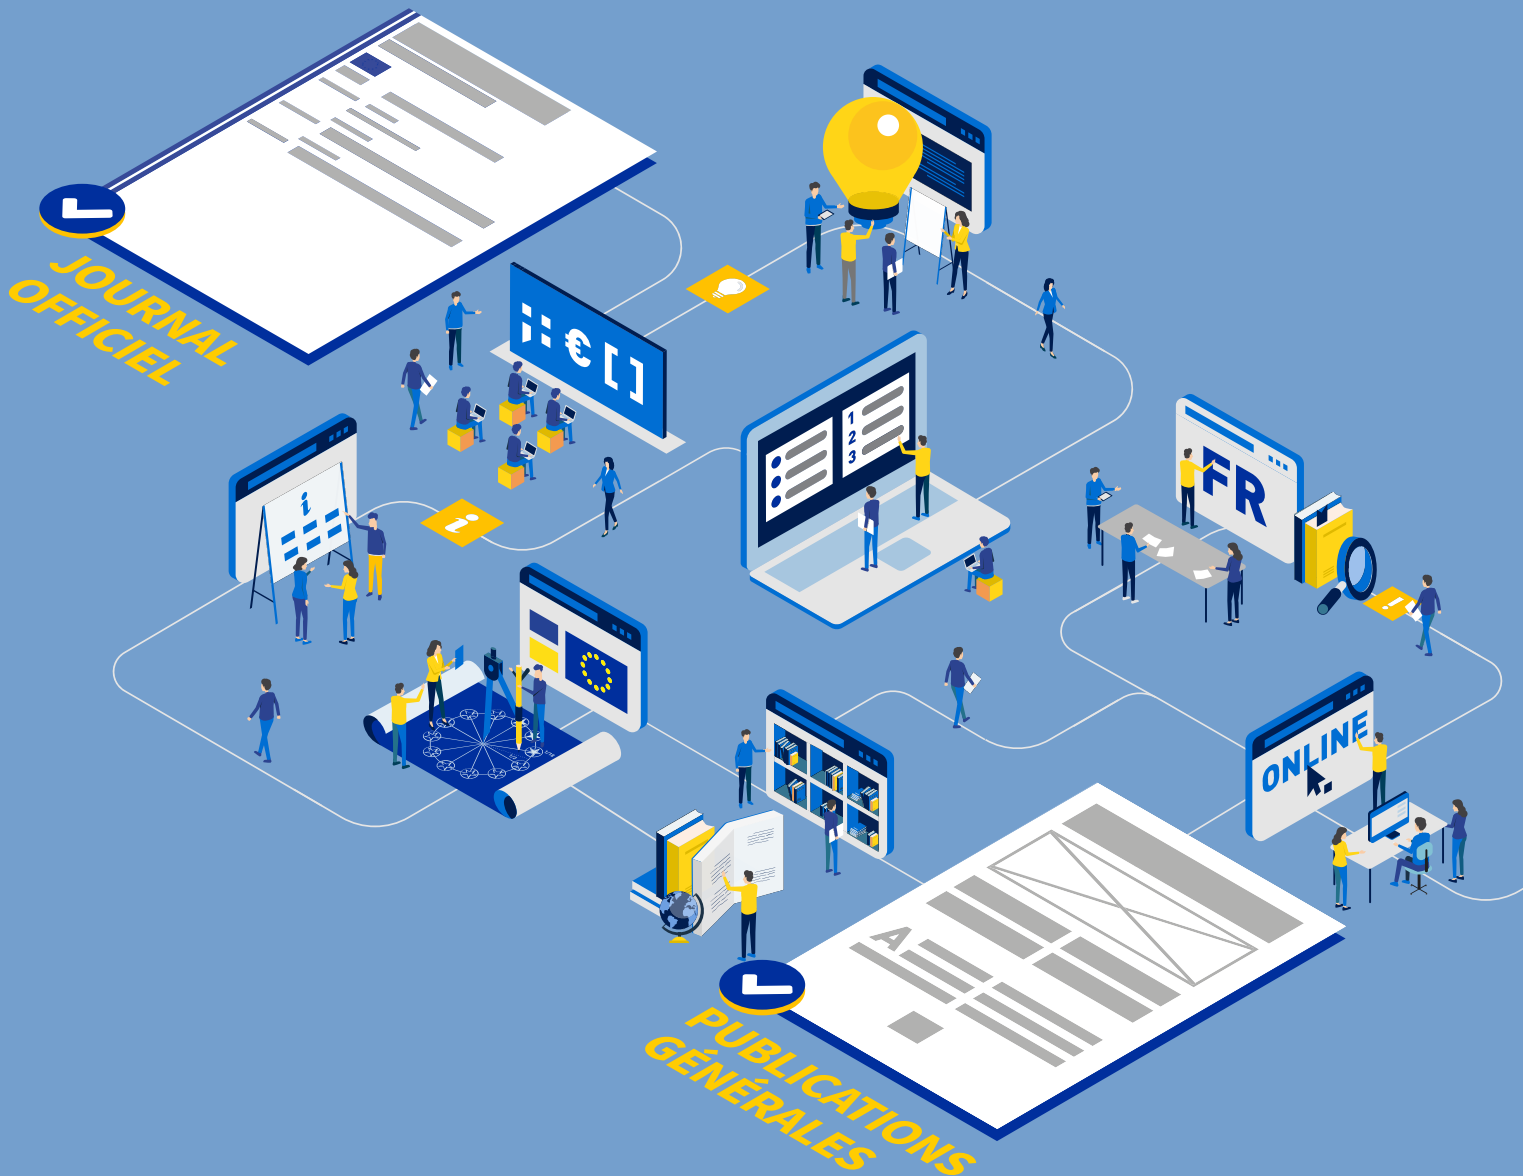 JOURNAL
OFFICIEL
¡¦: € [ ]
1
2
3
i
i
FR
i
ONLINE
A
PUBLICATIONS
GÉNÉRALES